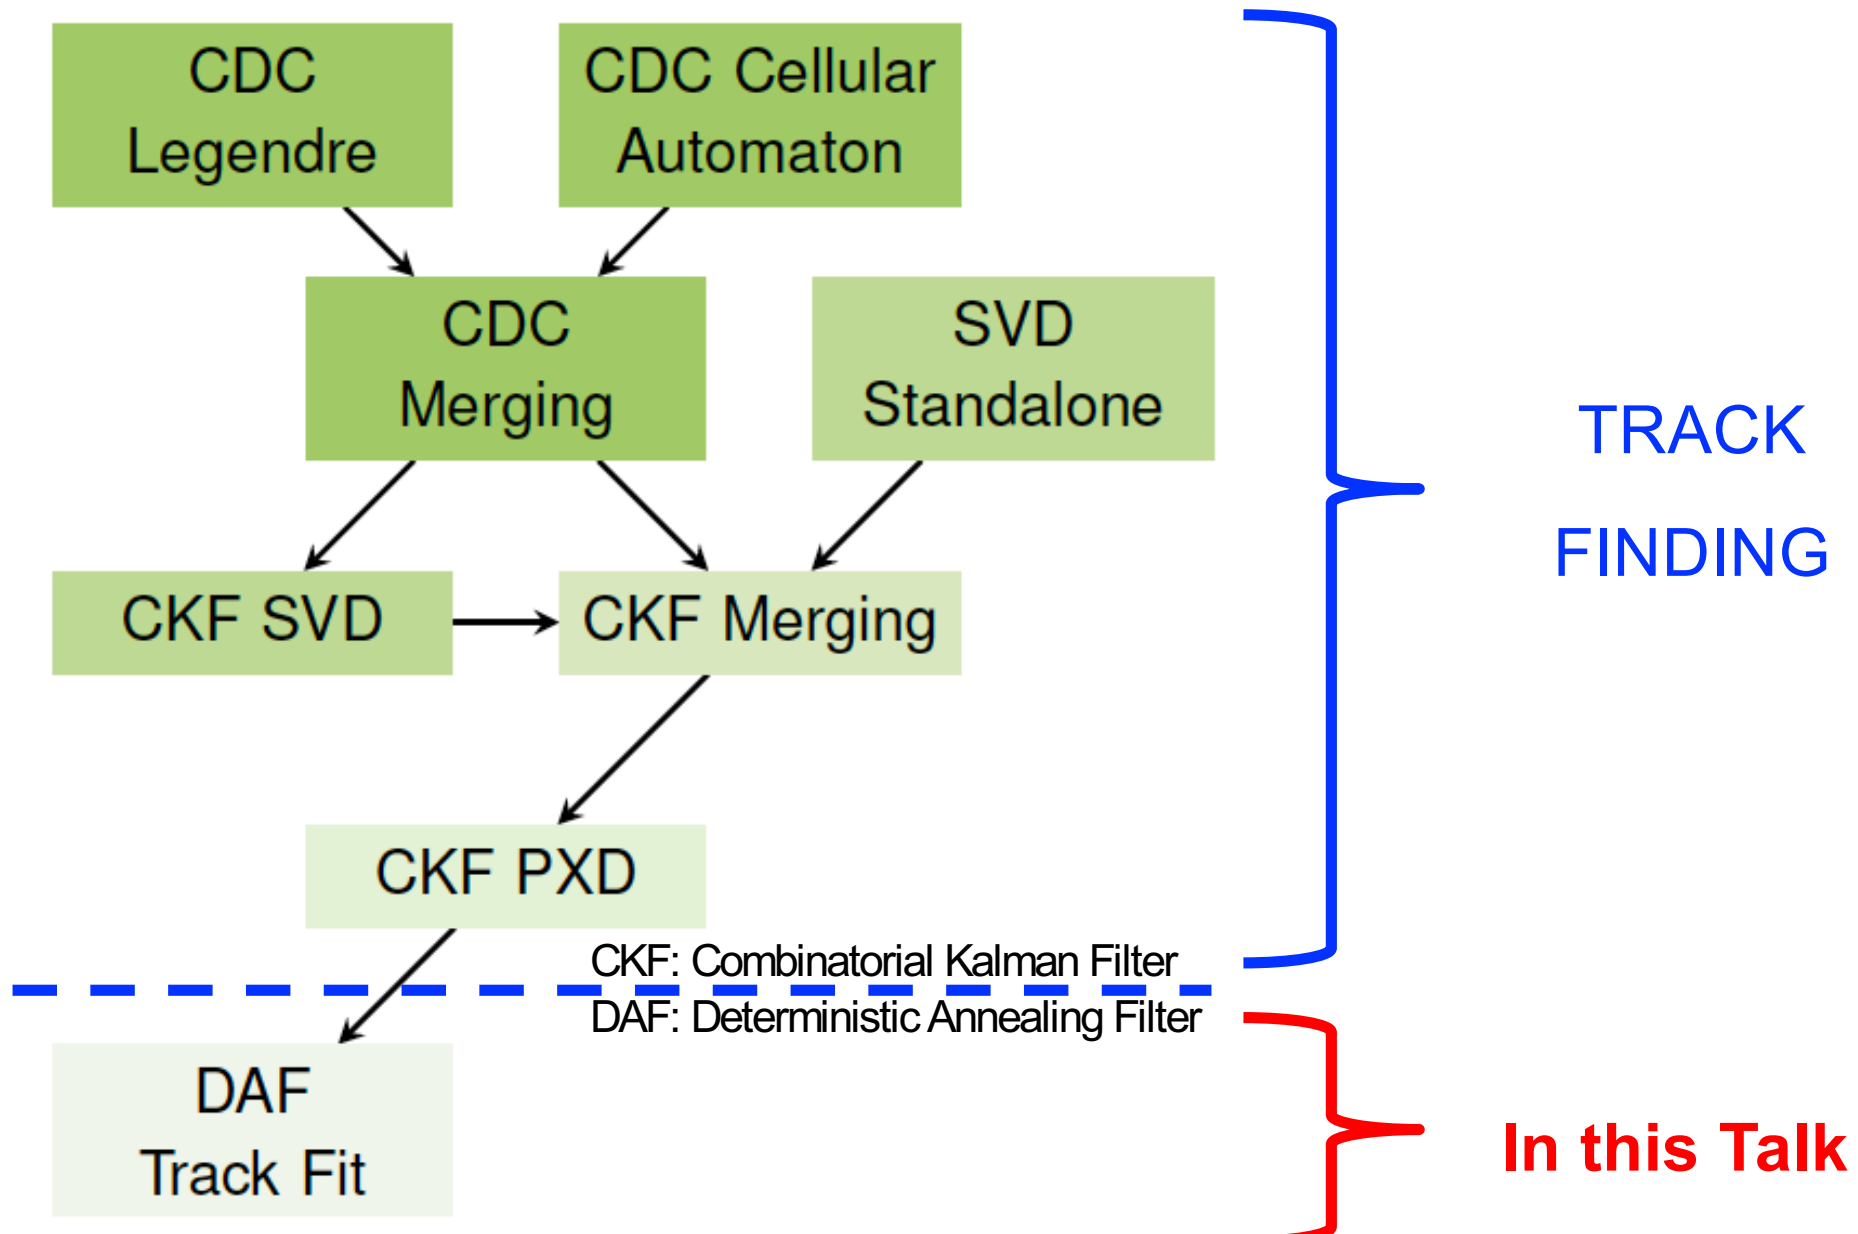 CDC
Legendre
CDC Cellular
Automaton
CDC
Merging
SVD
Standalone
TRACK
FINDING
CKF SVD
CKF Merging
CKF PXD
CKF: Combinatorial Kalman Filter
DAF: Deterministic Annealing Filter
DAF
Track Fit
In this Talk